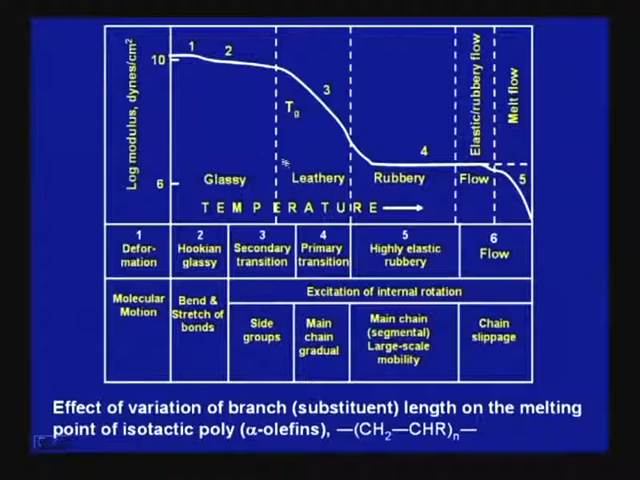 Log modulus, dynes/cm²
10
6
1
2
3
4
5
Tg
Glassy
Leathery
Rubbery
Flow
Elastic/rubbery flow
Melt flow
TEMPERATURE
1
Defor-
mation
2
Hookian
glassy
3
Secondary
transition
4
Primary
transition
5
Highly elastic
rubbery
6
Flow
Molecular
Motion
Bend &
Stretch of
bonds
Excitation of internal rotation
Side
groups
Main
chain
gradual
Main chain
(segmental)
Large-scale
mobility
Chain
slippage
Effect of variation of branch (substituent) length on the melting
point of isotactic poly (α-olefins), —(CH₂—CHR)ₙ—